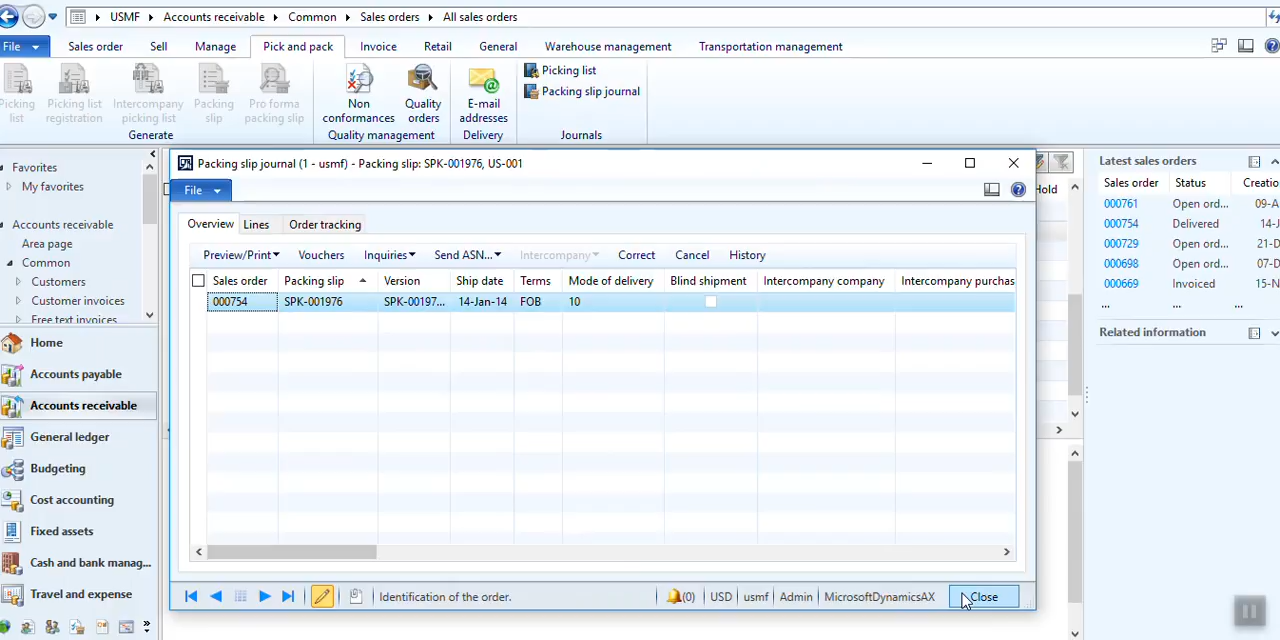 USMF ▸ Accounts receivable ▸ Common ▸ Sales orders ▸ All sales orders
File Sales order Sell Manage Pick and pack Invoice Retail General Warehouse management Transportation management
Picking list
Picking list registration
Intercompany picking list
Packing slip
Pro forma packing slip
Generate
Non conformances
Quality orders
Quality management
E-mail addresses
Delivery
Picking list
Packing slip journal
Journals
Favorites
My favorites
Accounts receivable
Area page
Common
Customers
Customer invoices
Free text invoices
Home
Accounts payable
Accounts receivable
General ledger
Budgeting
Cost accounting
Fixed assets
Cash and bank manag...
Travel and expense
Packing slip journal (1 - usmf) - Packing slip: SPK-001976, US-001
File
Overview Lines Order tracking
Preview/Print Vouchers Inquiries Send ASN... Intercompany Correct Cancel History
Sales order Packing slip Version Ship date Terms Mode of delivery Blind shipment Intercompany company Intercompany purchas
000754 SPK-001976 SPK-00197... 14-Jan-14 FOB 10
Identification of the order. (0) USD usmf Admin MicrosoftDynamicsAX Close
Hold
Latest sales orders
Sales order Status Creatio
000761 Open ord... 09-A
000754 Delivered 14-J
000729 Open ord... 21-D
000698 Open ord... 07-D
000669 Invoiced 15-N
... ... ...
Related information